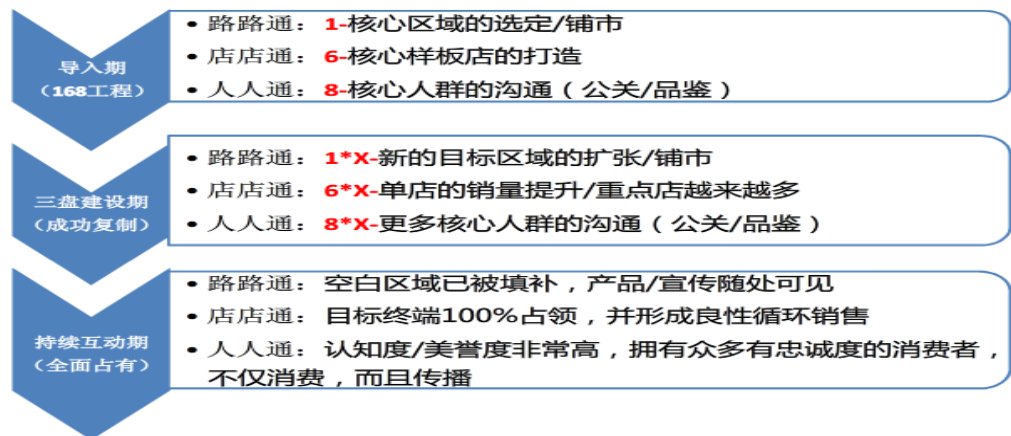 导入期
（168工程）
• 路路通：1-核心区域的选定/铺市
• 店店通：6-核心样板店的打造
• 人人通：8-核心人群的沟通（公关/品鉴）
三盘建设期
（成功复制）
• 路路通：1*X-新的目标区域的扩张/铺市
• 店店通：6*X-单店的销量提升/重点店越来越多
• 人人通：8*X-更多核心人群的沟通（公关/品鉴）
持续互动期
（全面占有）
• 路路通：空白区域已被填补，产品/宣传随处可见
• 店店通：目标终端100%占领，并形成良性循环销售
• 人人通：认知度/美誉度非常高，拥有众多有忠诚度的消费者，
不仅消费，而且传播